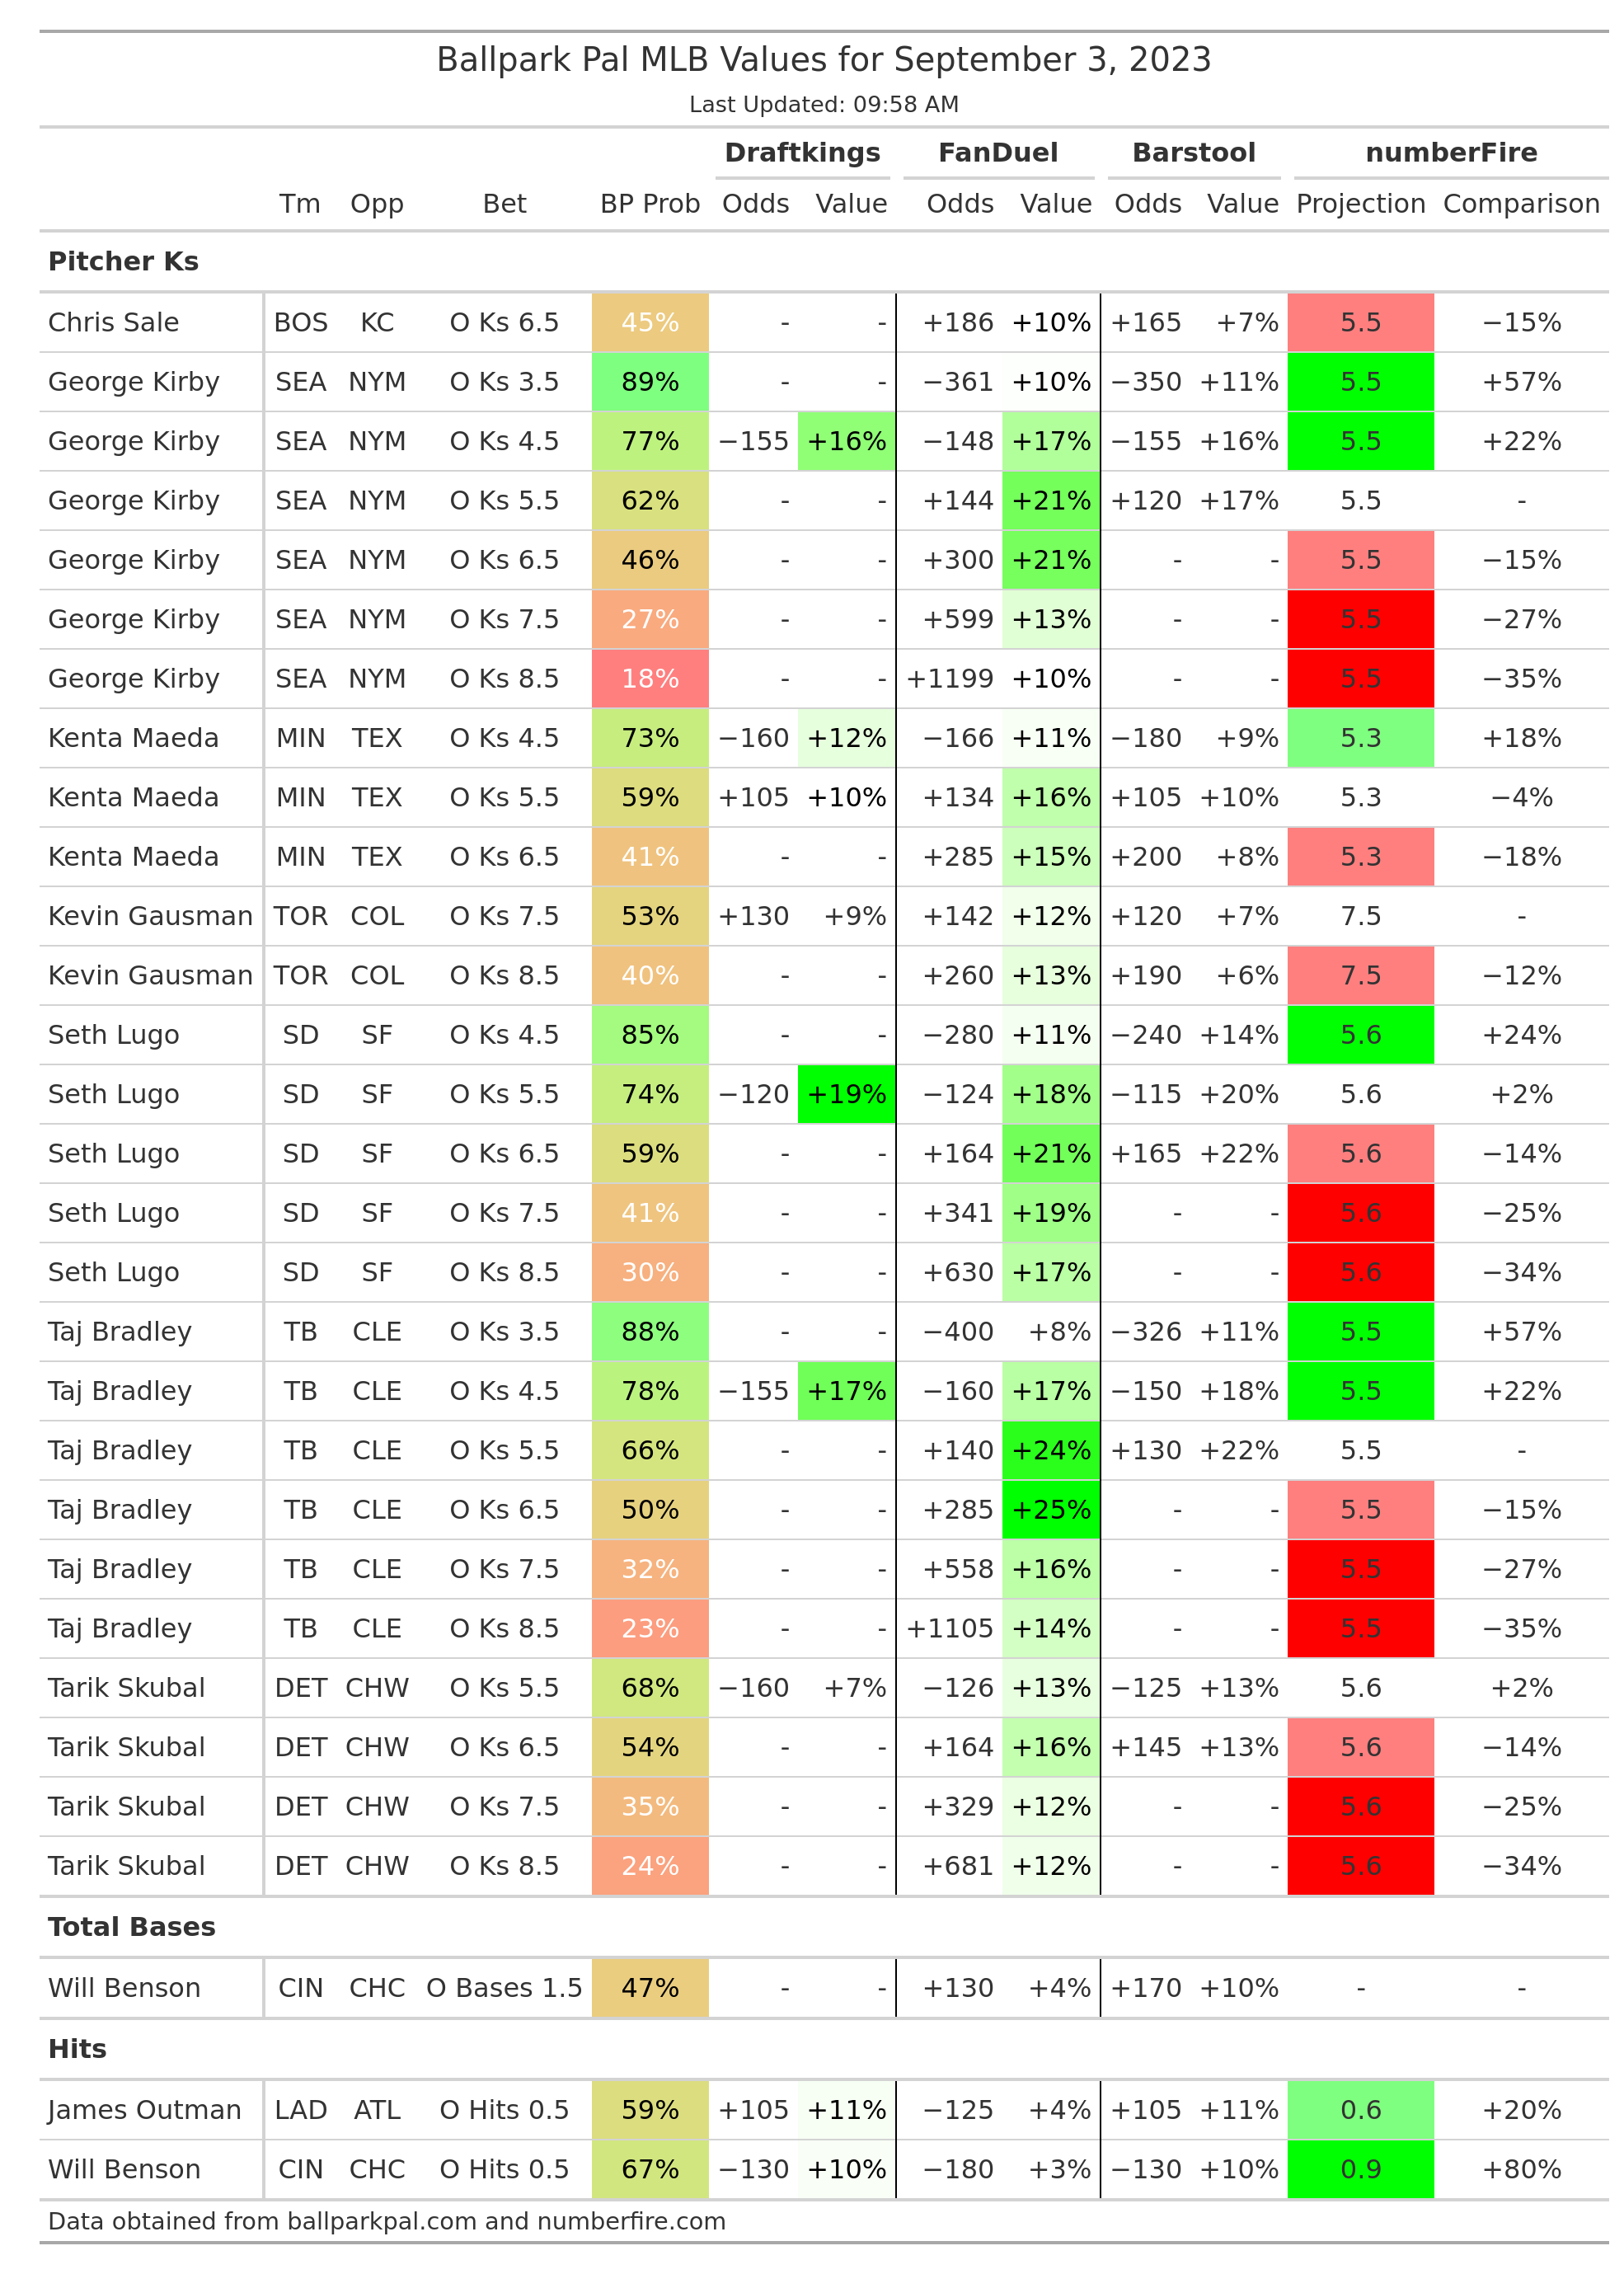 Ballpark Pal MLB Values for September 3, 2023
Last Updated: 09:58 AM
Draftkings FanDuel Barstool numberFire
Tm Opp Bet BP Prob Odds Value Odds Value Odds Value Projection Comparison
Pitcher Ks
Chris Sale BOS KC O Ks 6.5 45% - - +186 +10% +165 +7% 5.5 −15%
George Kirby SEA NYM O Ks 3.5 89% - - −361 +10% −350 +11% 5.5 +57%
George Kirby SEA NYM O Ks 4.5 77% −155 +16% −148 +17% −155 +16% 5.5 +22%
George Kirby SEA NYM O Ks 5.5 62% - - +144 +21% +120 +17% 5.5 -
George Kirby SEA NYM O Ks 6.5 46% - - +300 +21% - - 5.5 −15%
George Kirby SEA NYM O Ks 7.5 27% - - +599 +13% - - 5.5 −27%
George Kirby SEA NYM O Ks 8.5 18% - - +1199 +10% - - 5.5 −35%
Kenta Maeda MIN TEX O Ks 4.5 73% −160 +12% −166 +11% −180 +9% 5.3 +18%
Kenta Maeda MIN TEX O Ks 5.5 59% +105 +10% +134 +16% +105 +10% 5.3 −4%
Kenta Maeda MIN TEX O Ks 6.5 41% - - +285 +15% +200 +8% 5.3 −18%
Kevin Gausman TOR COL O Ks 7.5 53% +130 +9% +142 +12% +120 +7% 7.5 -
Kevin Gausman TOR COL O Ks 8.5 40% - - +260 +13% +190 +6% 7.5 −12%
Seth Lugo SD SF O Ks 4.5 85% - - −280 +11% −240 +14% 5.6 +24%
Seth Lugo SD SF O Ks 5.5 74% −120 +19% −124 +18% −115 +20% 5.6 +2%
Seth Lugo SD SF O Ks 6.5 59% - - +164 +21% +165 +22% 5.6 −14%
Seth Lugo SD SF O Ks 7.5 41% - - +341 +19% - - 5.6 −25%
Seth Lugo SD SF O Ks 8.5 30% - - +630 +17% - - 5.6 −34%
Taj Bradley TB CLE O Ks 3.5 88% - - −400 +8% −326 +11% 5.5 +57%
Taj Bradley TB CLE O Ks 4.5 78% −155 +17% −160 +17% −150 +18% 5.5 +22%
Taj Bradley TB CLE O Ks 5.5 66% - - +140 +24% +130 +22% 5.5 -
Taj Bradley TB CLE O Ks 6.5 50% - - +285 +25% - - 5.5 −15%
Taj Bradley TB CLE O Ks 7.5 32% - - +558 +16% - - 5.5 −27%
Taj Bradley TB CLE O Ks 8.5 23% - - +1105 +14% - - 5.5 −35%
Tarik Skubal DET CHW O Ks 5.5 68% −160 +7% −126 +13% −125 +13% 5.6 +2%
Tarik Skubal DET CHW O Ks 6.5 54% - - +164 +16% +145 +13% 5.6 −14%
Tarik Skubal DET CHW O Ks 7.5 35% - - +329 +12% - - 5.6 −25%
Tarik Skubal DET CHW O Ks 8.5 24% - - +681 +12% - - 5.6 −34%
Total Bases
Will Benson CIN CHC O Bases 1.5 47% - - +130 +4% +170 +10% - -
Hits
James Outman LAD ATL O Hits 0.5 59% +105 +11% −125 +4% +105 +11% 0.6 +20%
Will Benson CIN CHC O Hits 0.5 67% −130 +10% −180 +3% −130 +10% 0.9 +80%
Data obtained from ballparkpal.com and numberfire.com